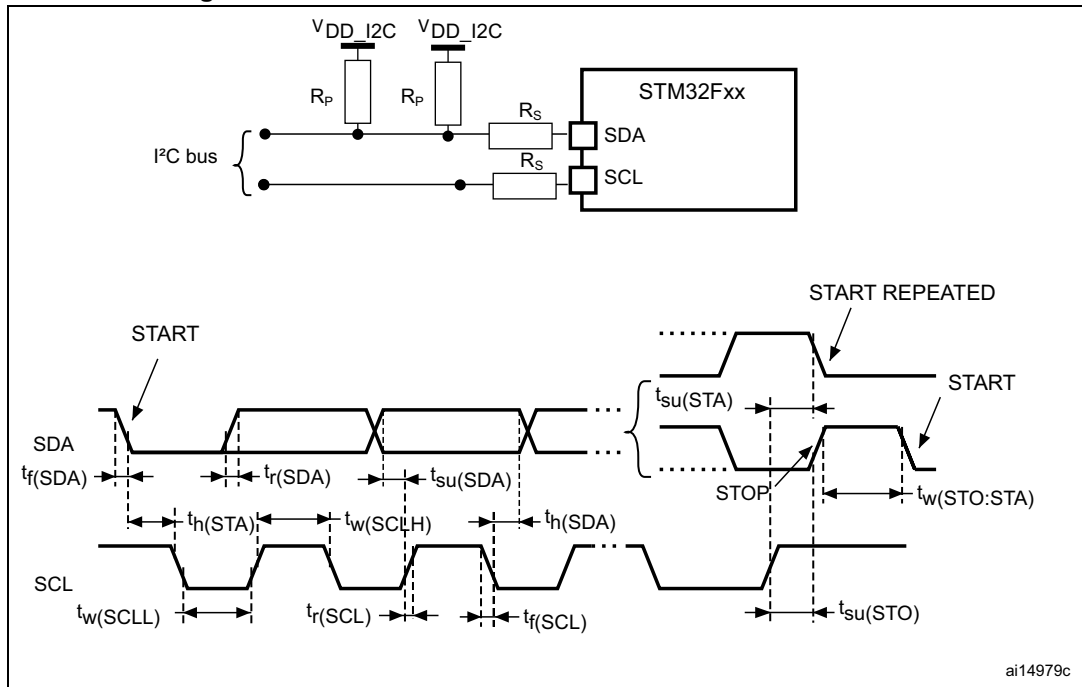 VDD_I2C VDD_I2C
STM32Fxx
RP RP
RS
SDA
I²C bus
RS
SCL
START REPEATED
START
START
tsu(STA)
SDA
tf(SDA)
tr(SDA)
tsu(SDA)
STOP
tw(STO:STA)
th(STA)
tw(SCLH)
th(SDA)
SCL
tw(SCLL)
tr(SCL)
tf(SCL)
tsu(STO)
ai14979c